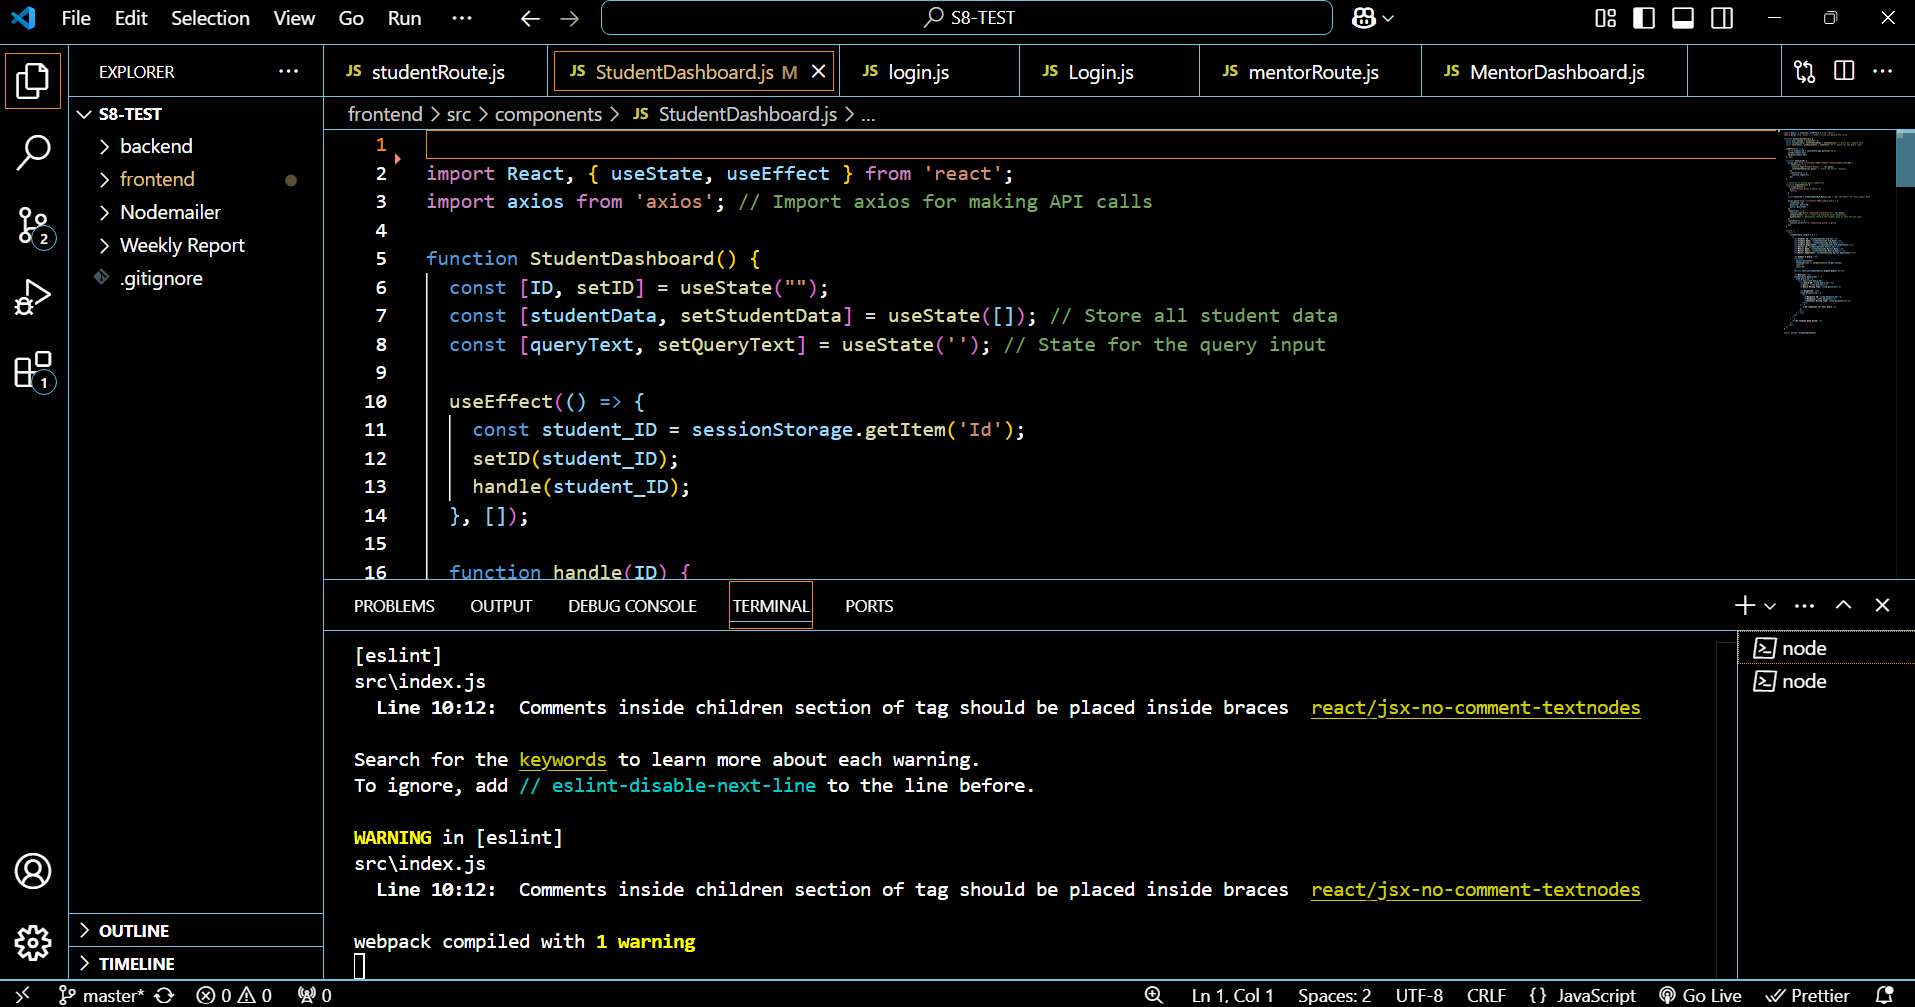 File Edit Selection View Go Run ··· S8-TEST
EXPLORER ···
S8-TEST
backend
frontend
Nodemailer
Weekly Report
.gitignore
OUTLINE
TIMELINE
2
1
JS studentRoute.js JS StudentDashboard.js M JS login.js JS Login.js JS mentorRoute.js JS MentorDashboard.js ···
frontend > src > components > JS StudentDashboard.js > ...
1
2 import React, { useState, useEffect } from 'react';
3 import axios from 'axios'; // Import axios for making API calls
4
5 function StudentDashboard() {
6 const [ID, setID] = useState("");
7 const [studentData, setStudentData] = useState([]); // Store all student data
8 const [queryText, setQueryText] = useState(''); // State for the query input
9
10 useEffect(() => {
11 const student_ID = sessionStorage.getItem('Id');
12 setID(student_ID);
13 handle(student_ID);
14 }, []);
15
16 function handle(ID) {
PROBLEMS OUTPUT DEBUG CONSOLE TERMINAL PORTS
[eslint]
src\index.js
Line 10:12: Comments inside children section of tag should be placed inside braces react/jsx-no-comment-textnodes
Search for the keywords to learn more about each warning.
To ignore, add // eslint-disable-next-line to the line before.
WARNING in [eslint]
src\index.js
Line 10:12: Comments inside children section of tag should be placed inside braces react/jsx-no-comment-textnodes
webpack compiled with 1 warning
node
node
master* 0 0 0 Ln 1, Col 1 Spaces: 2 UTF-8 CRLF {} JavaScript Go Live Prettier